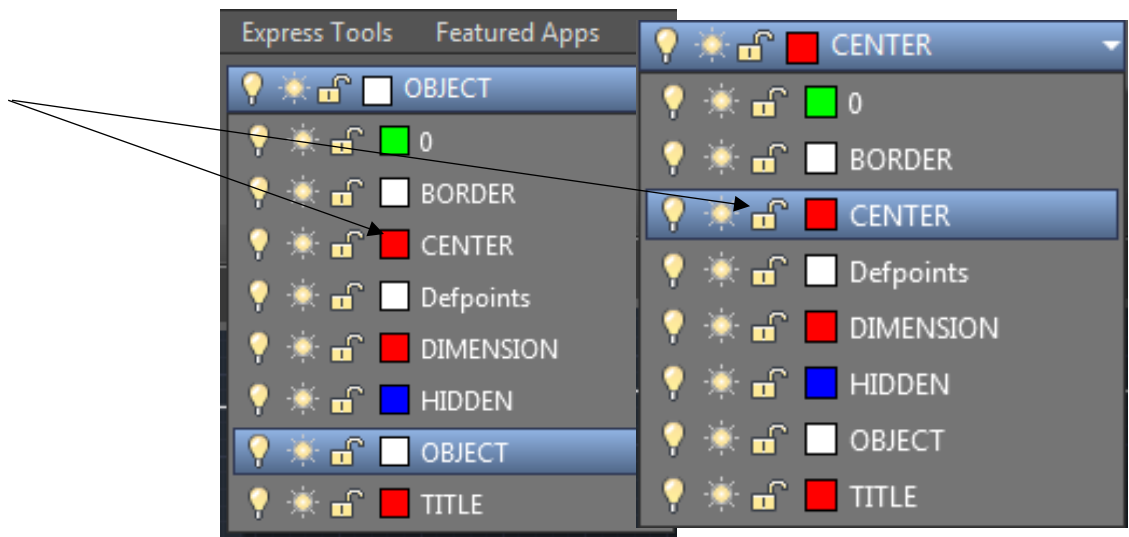 Express Tools Featured Apps
OBJECT
0
BORDER
CENTER
Defpoints
DIMENSION
HIDDEN
OBJECT
TITLE
CENTER
0
BORDER
CENTER
Defpoints
DIMENSION
HIDDEN
OBJECT
TITLE